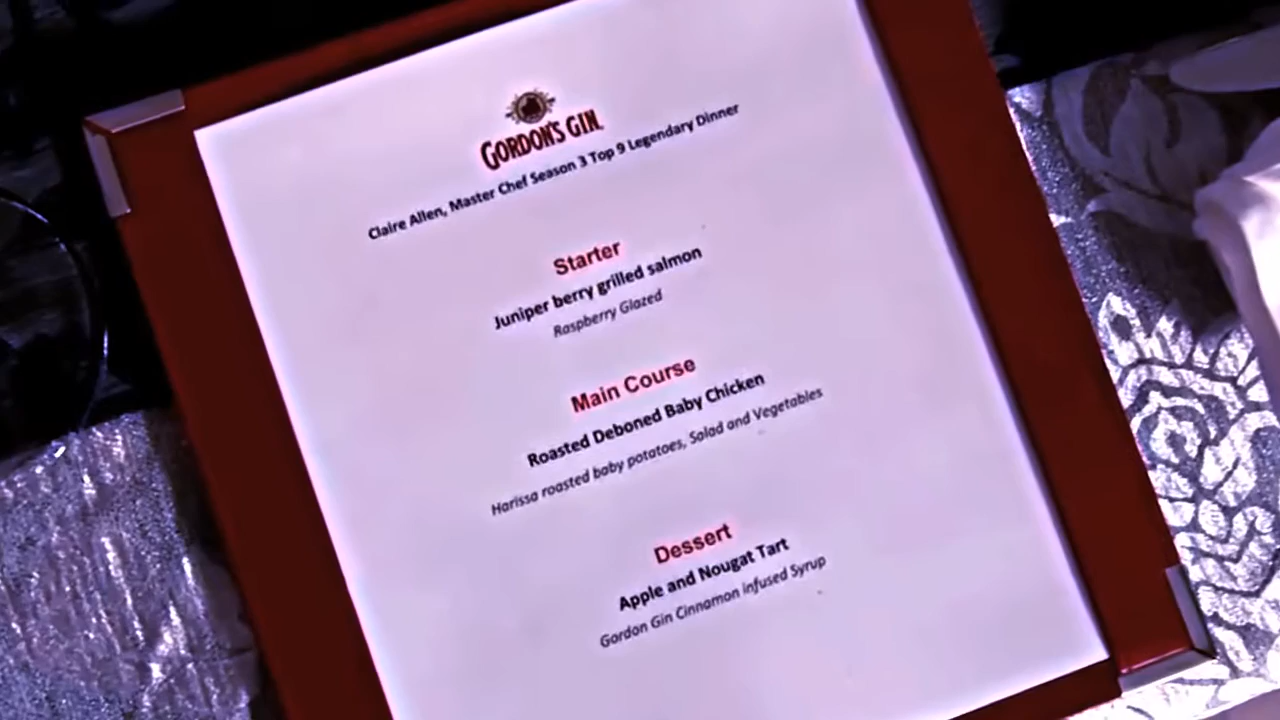 GORDON'S GIN
Claire Allen, Master Chef Season 3 Top 9 Legendary Dinner
Starter
Juniper berry grilled salmon
Raspberry Glazed
Main Course
Roasted Deboned Baby Chicken
Harissa roasted baby potatoes, Salad and Vegetables
Dessert
Apple and Nougat Tart
Gordon Gin Cinnamon infused Syrup